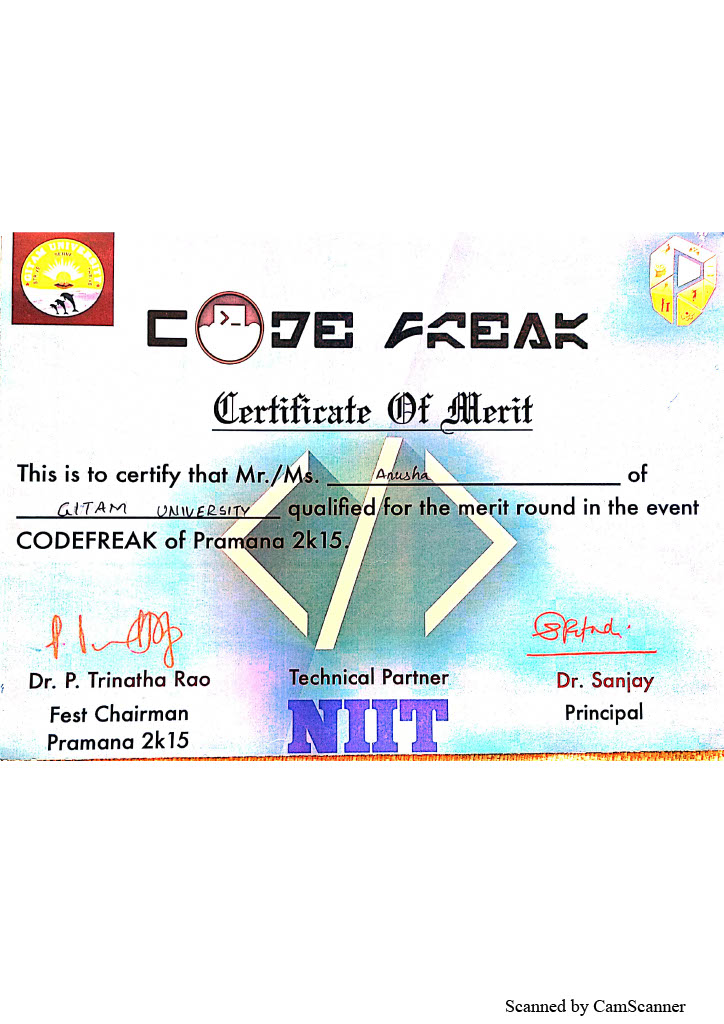 GITAM UNIVERSITY
CODE FREAK
Certificate Of Merit
This is to certify that Mr./Ms. Anusha of
GITAM UNIVERSITY qualified for the merit round in the event
CODEFREAK of Pramana 2k15.
Dr. P. Trinatha Rao
Fest Chairman
Pramana 2k15
Technical Partner
NIIT
Dr. Sanjay
Principal
Scanned by CamScanner